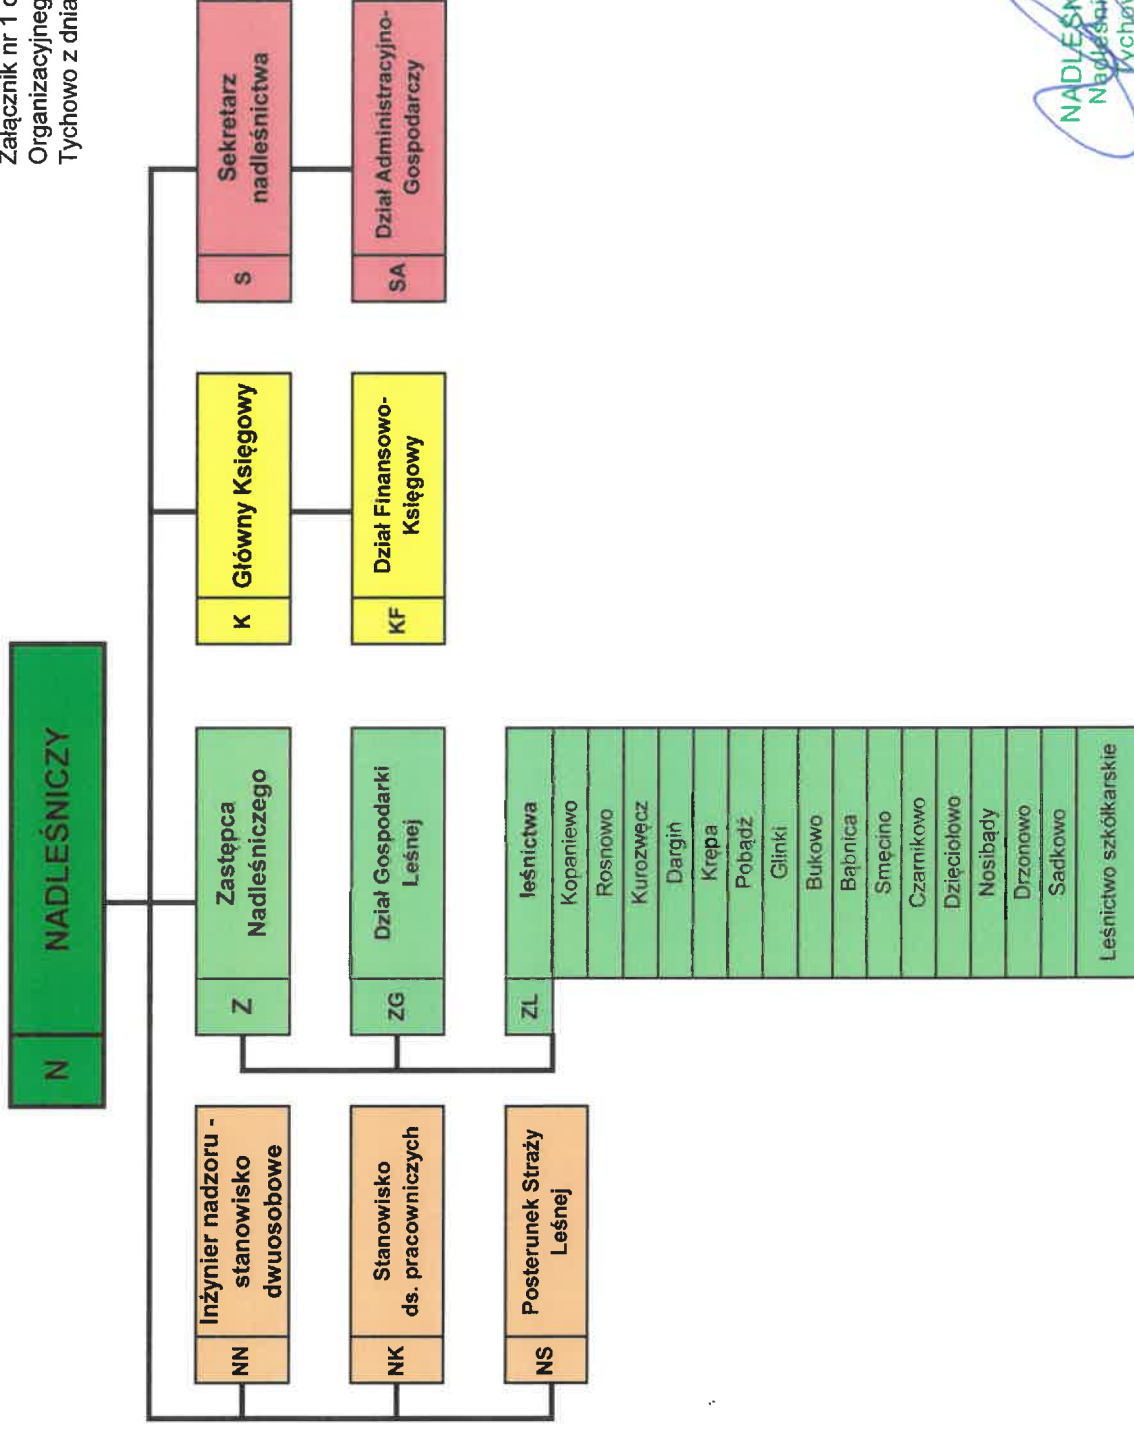 Załącznik nr 1
Organizacyjneg
Tychowo z dnia
N
NADLEŚNICZY
NN
Inżynier nadzoru -
stanowisko
dwuosobowe
Z
Zastępca
Nadleśniczego
K
Główny Księgowy
S
Sekretarz
nadleśnictwa
NK
Stanowisko
ds. pracowniczych
ZG
Dział Gospodarki
Leśnej
KF
Dział Finansowo-
Księgowy
SA
Dział Administracyjno-
Gospodarczy
NS
Posterunek Straży
Leśnej
ZL
leśnictwa
Kopaniewo
Rosnowo
Kurozwęcz
Dargiń
Krępa
Pobądź
Glinki
Bukowo
Bąbnica
Smęcino
Czarnikowo
Dzięciołowo
Nosibądy
Drzonowo
Sadkowo
Leśnictwo szkółkarskie
NADLEŚN
Nadleśni
Tychow